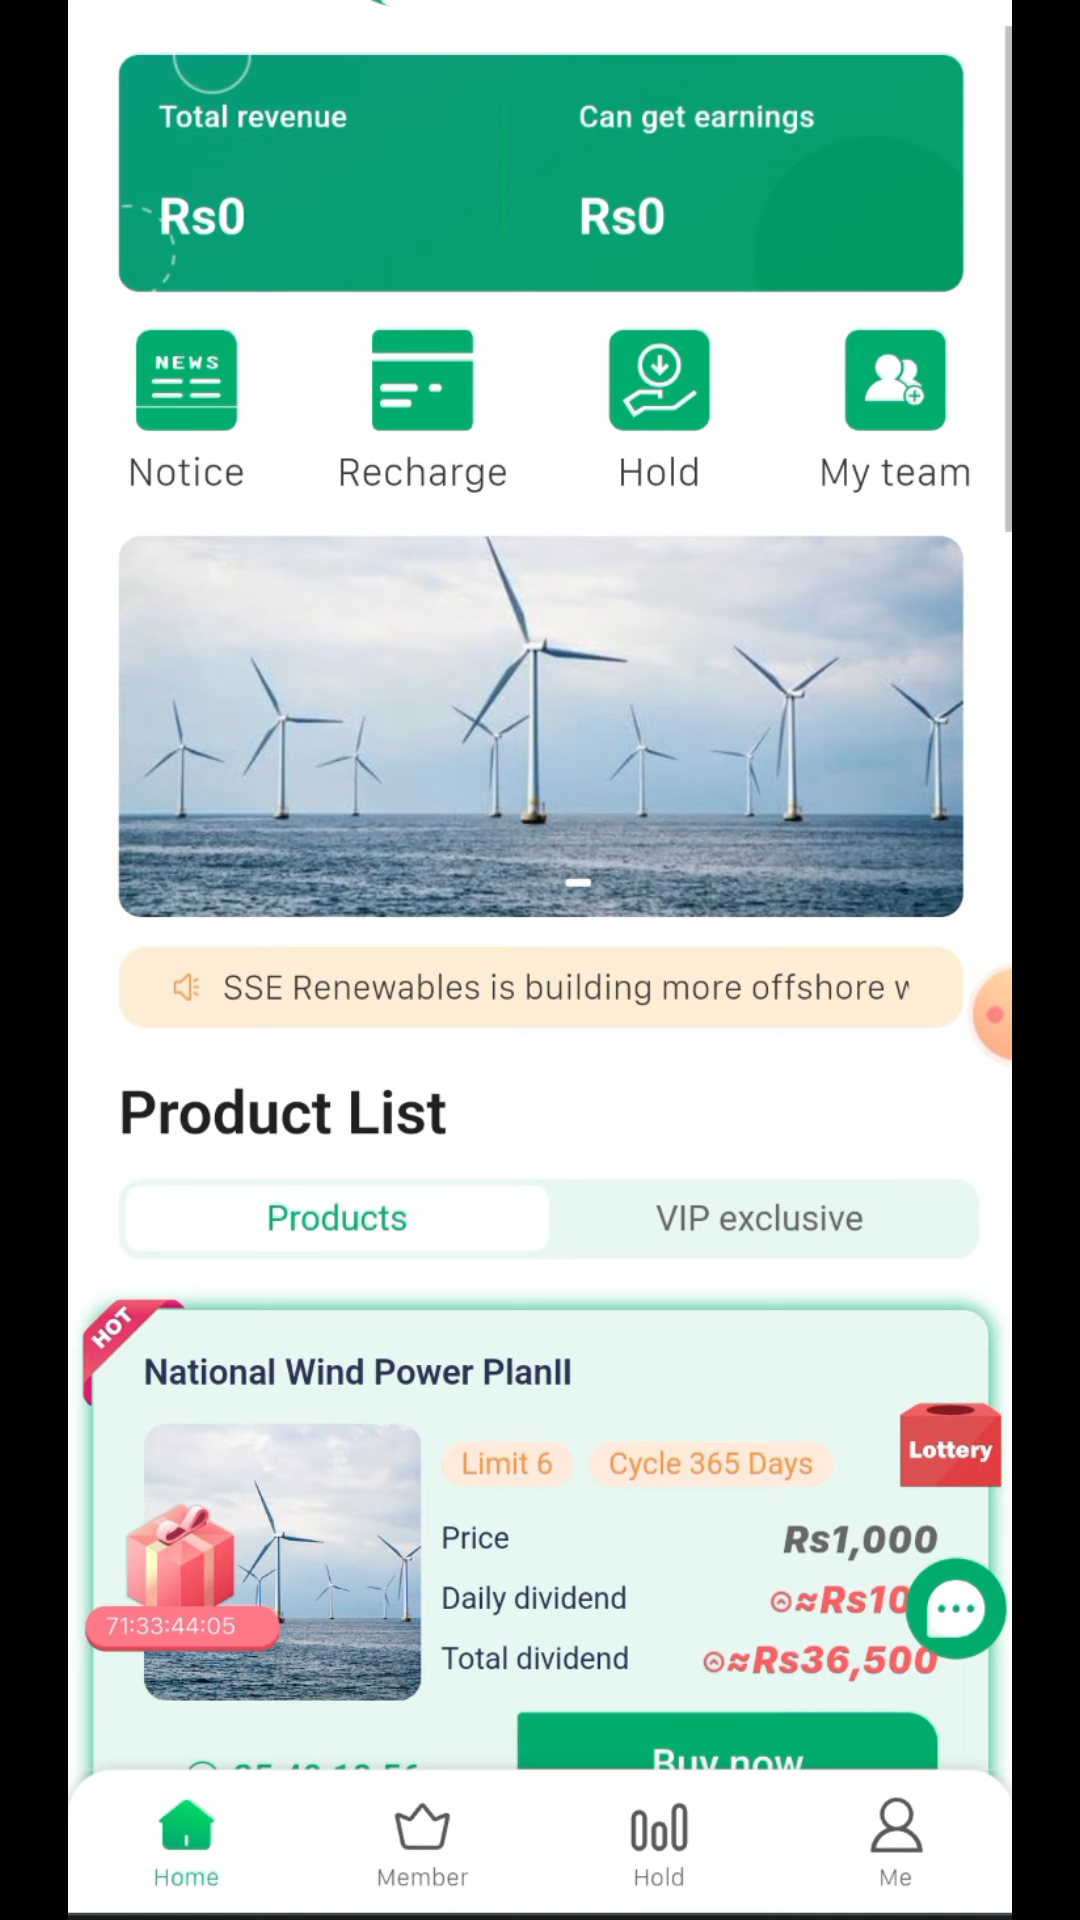 Total revenue
Can get earnings
Rs0
Rs0
NEWS
Notice
Recharge
Hold
My team
SSE Renewables is building more offshore
Product List
Products
VIP exclusive
HOT
National Wind Power PlanII
Lottery
Limit 6
Cycle 365 Days
Price
Rs1,000
Daily dividend
≈Rs10
71:33:44:05
Total dividend
≈Rs36,500
Buy now
Home
Member
Hold
Me